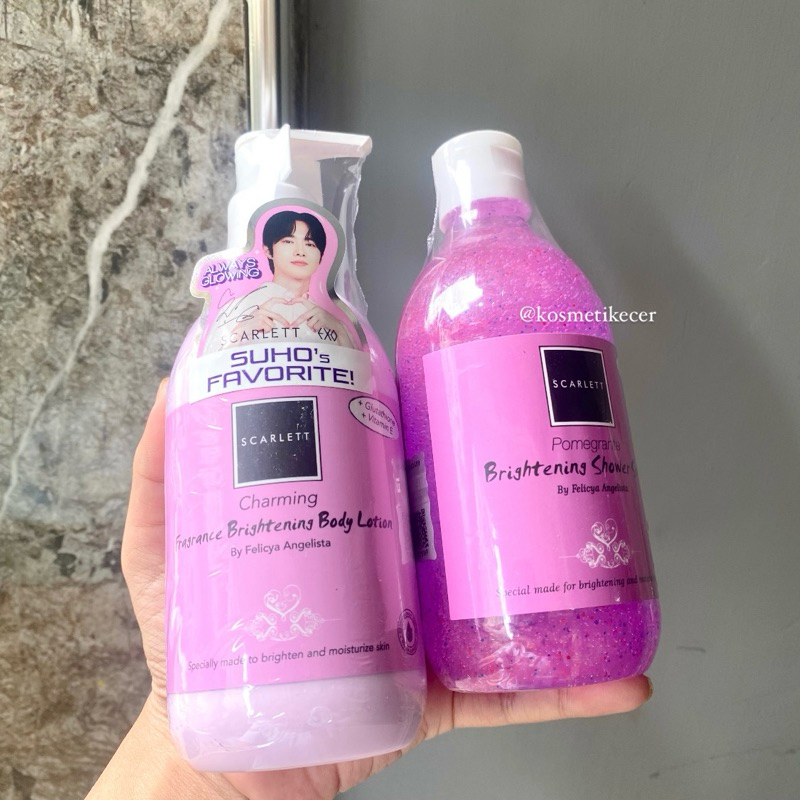 ALWAYS
GLOWING
SCARLETT EXO
SUHO's
FAVORITE!
+ Glutathione
+ Vitamin E
SCARLETT
Charming
Fragrance Brightening Body Lotion
By Felicya Angelista
Specially made to brighten and moisturize skin
@kosmetikecer
SCARLETT
Brightening Shower
By Felicya Angelista
Special made for brightening and